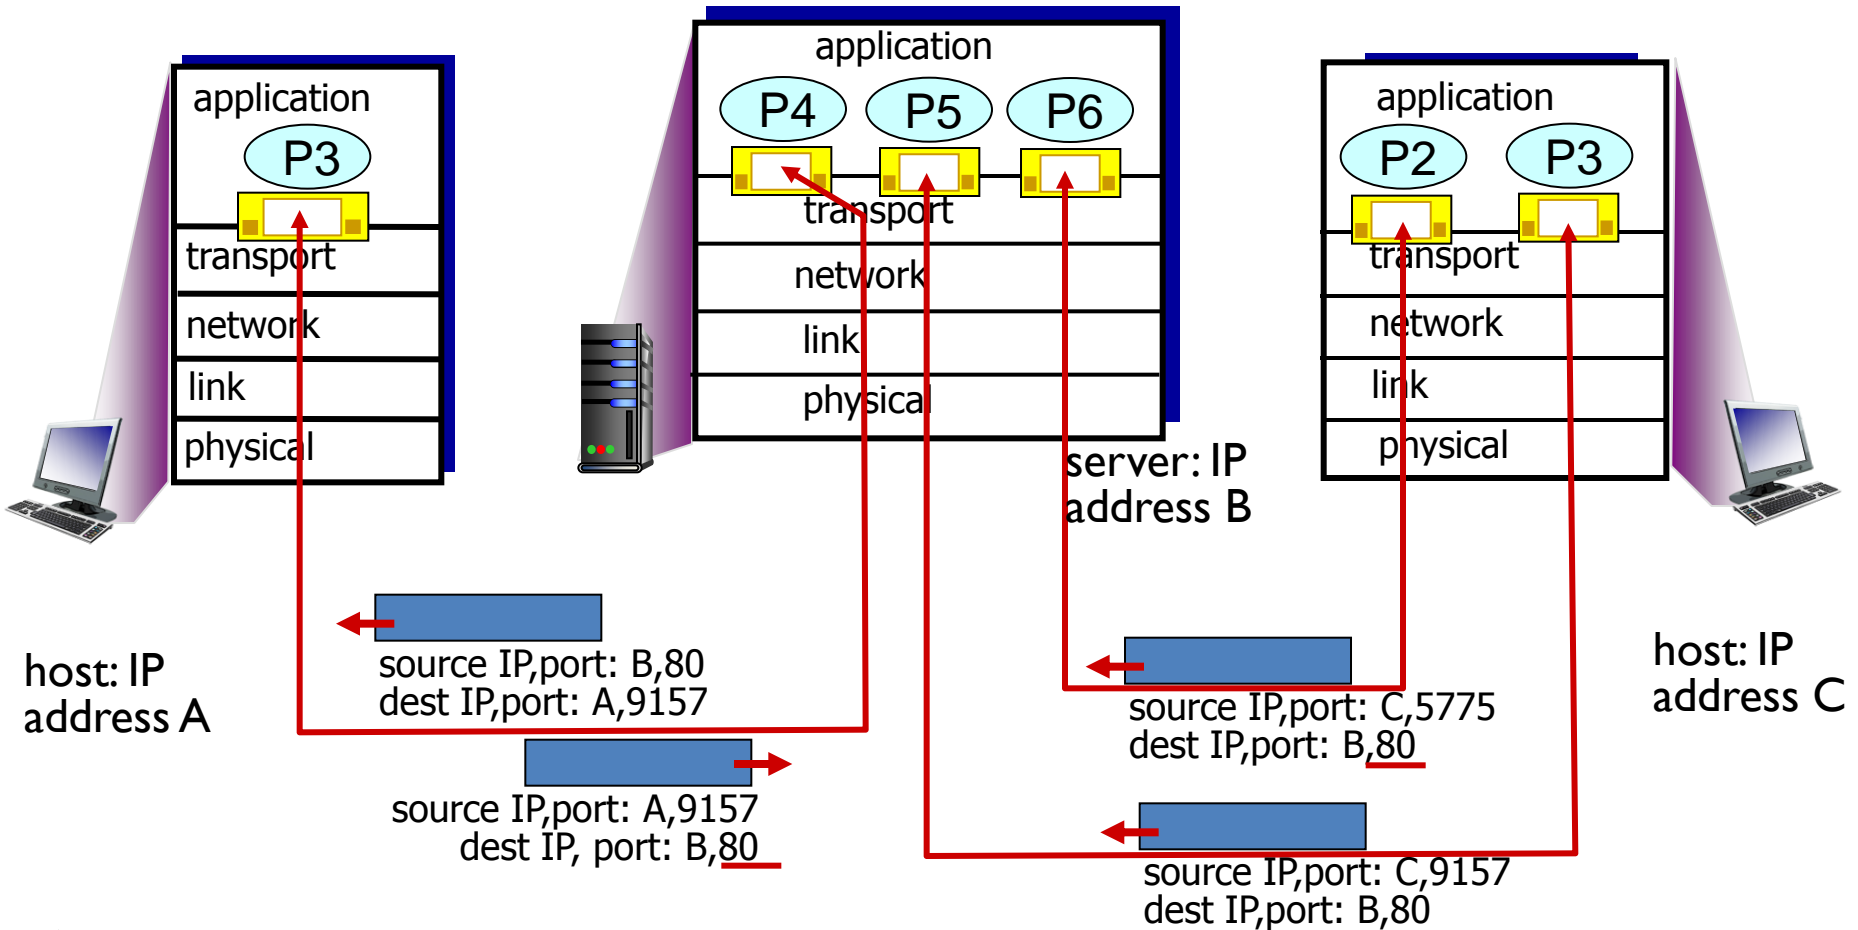 application
P3
transport
network
link
physical
host: IP
address A
application
P4 P5 P6
transport
network
link
physical
server: IP
address B
application
P2 P3
transport
network
link
physical
host: IP
address C
source IP,port: B,80
dest IP,port: A,9157
source IP,port: A,9157
dest IP, port: B,80
source IP,port: C,5775
dest IP,port: B,80
source IP,port: C,9157
dest IP,port: B,80